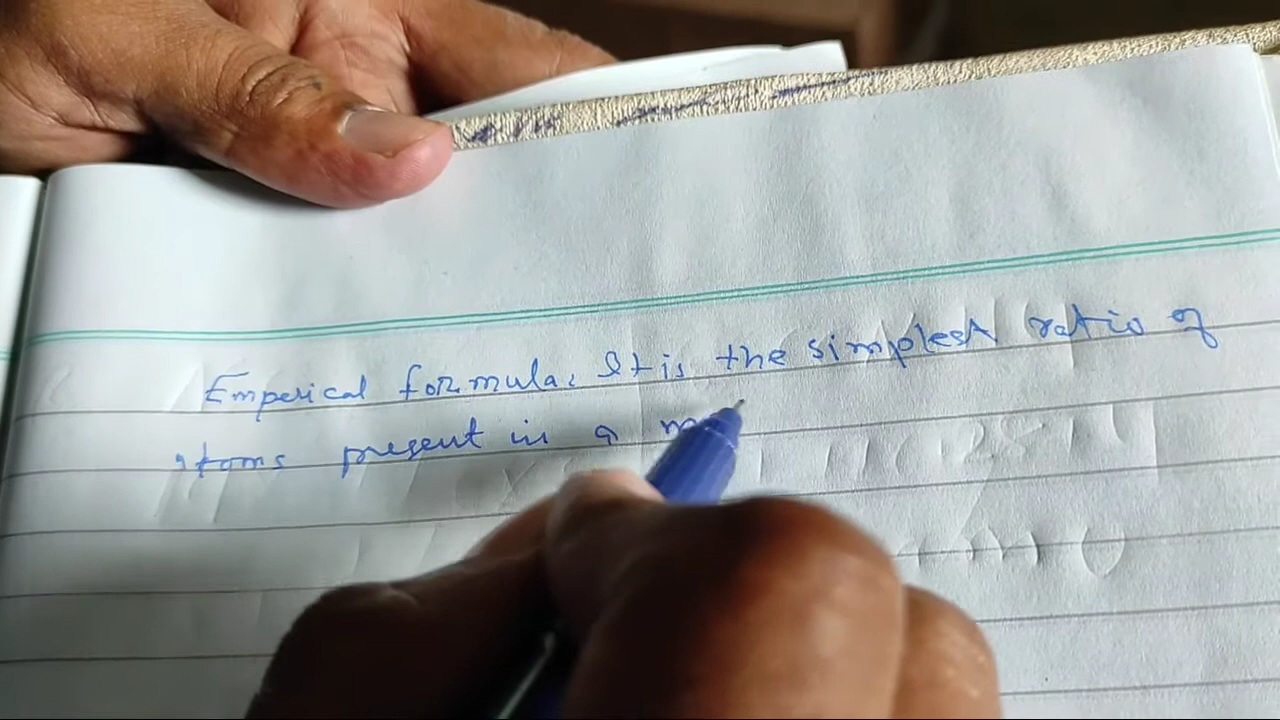 Emperical formula: It is the simplest ratio of
atoms present in a